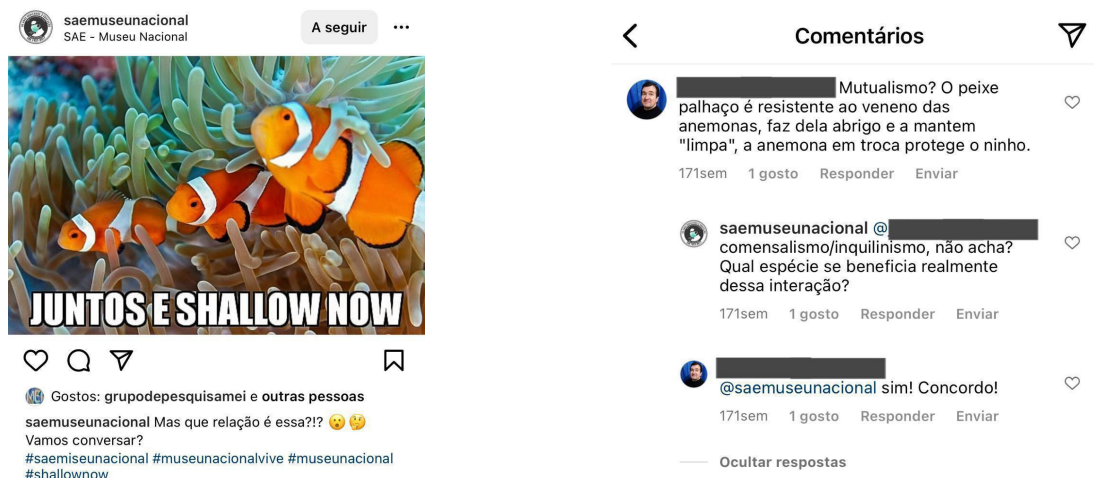 saemuseunacional
SAE - Museu Nacional
A seguir
JUNTOS E SHALLOW NOW
Gostos: grupodepesquisamei e outras pessoas
saemuseunacional Mas que relação é essa?!? 😮 🤔
Vamos conversar?
#saemiseunacional #museunacionalvive #museunacional
#shallownow
Comentários
Mutualismo? O peixe
palhaço é resistente ao veneno das
anemonas, faz dela abrigo e a mantem
"limpa", a anemona em troca protege o ninho.
171sem 1 gosto Responder Enviar
saemuseunacional @
comensalismo/inquilinismo, não acha?
Qual espécie se beneficia realmente
dessa interação?
171sem 1 gosto Responder Enviar
@saemuseunacional sim! Concordo!
171sem 1 gosto Responder Enviar
Ocultar respostas